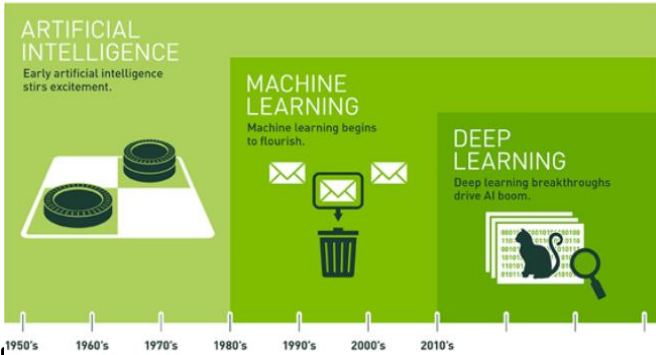 ARTIFICIAL
INTELLIGENCE
Early artificial intelligence
stirs excitement.
MACHINE
LEARNING
Machine learning begins
to flourish.
DEEP
LEARNING
Deep learning breakthroughs
drive AI boom.
1950's 1960's 1970's 1980's 1990's 2000's 2010's